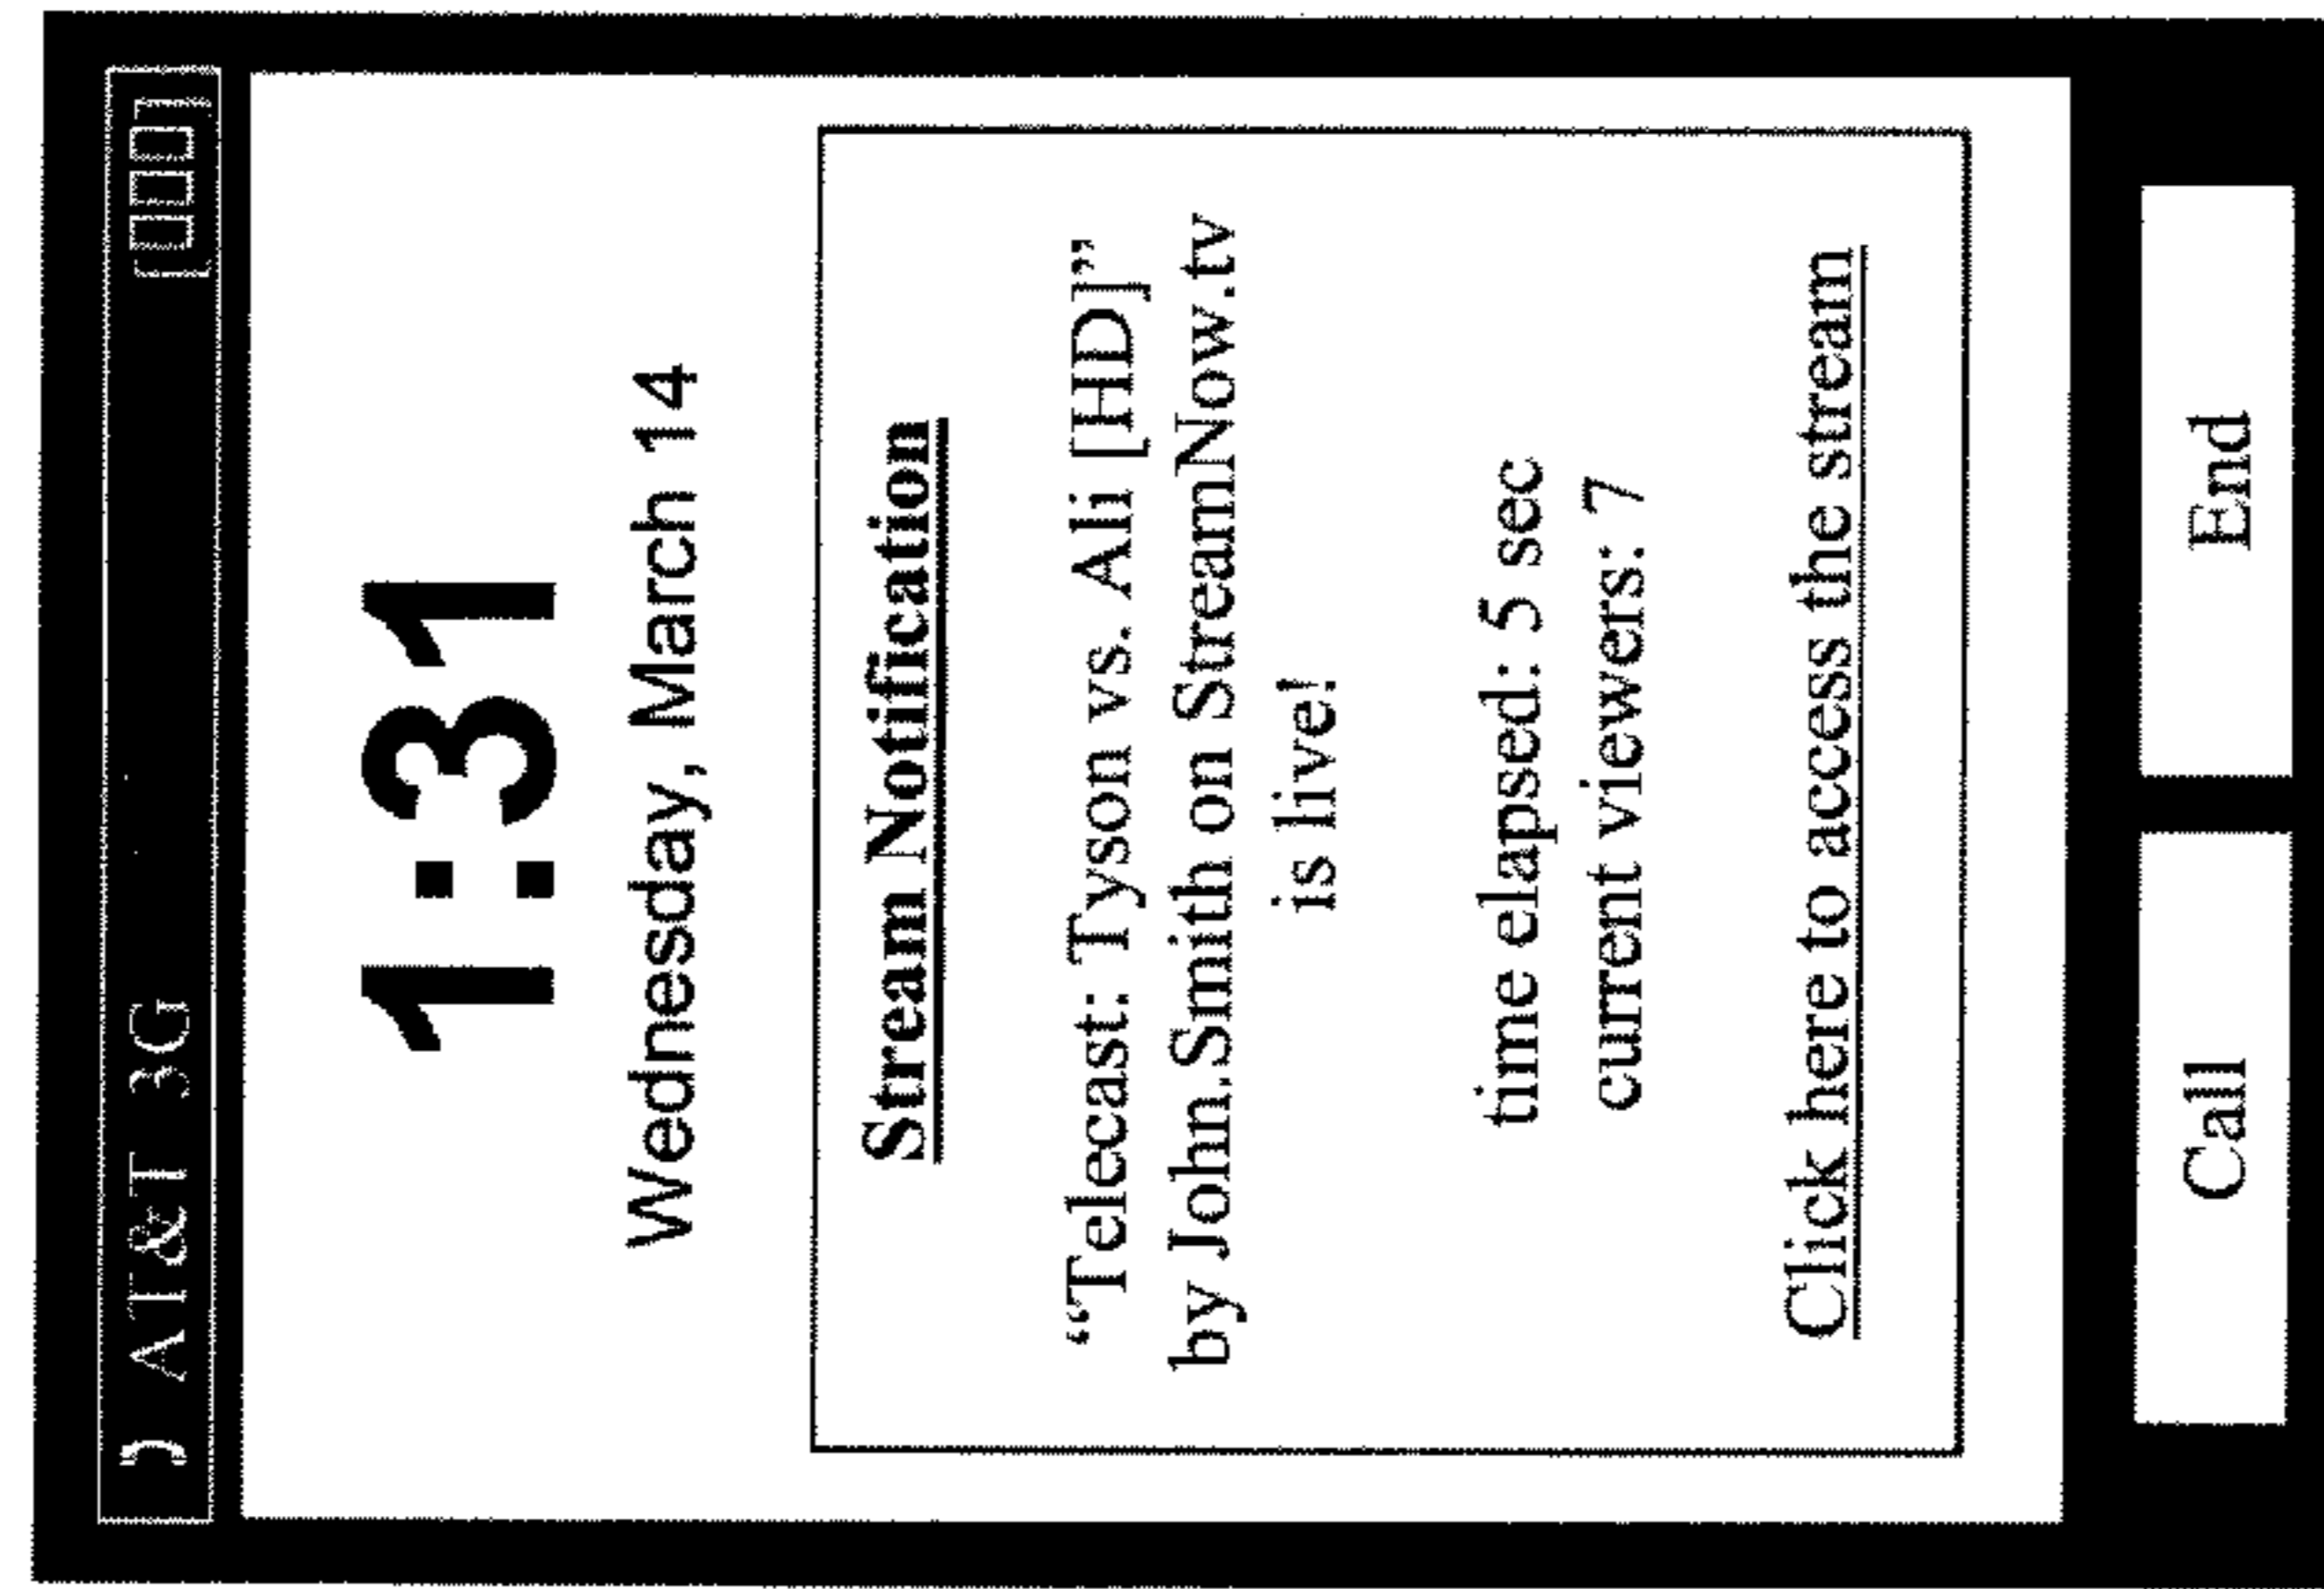 AT&T 3G
1:31
Wednesday, March 14
Stream Notification
“Telecast: Tyson vs. Ali [HD]”
by John.Smith on StreamNow.tv
is live!
time elapsed: 5 sec
current viewers: 7
Click here to access the stream
Call End